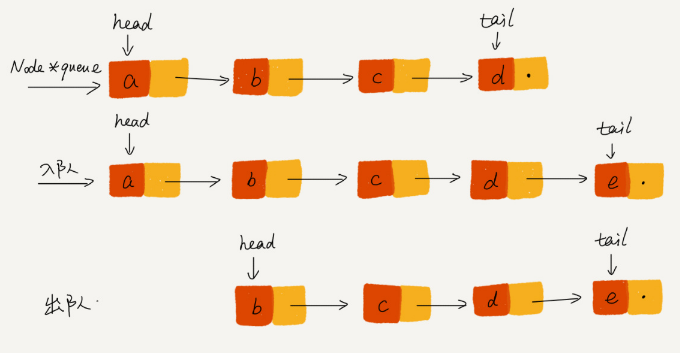 head
tail
Node *queue
a b c d
head
tail
入队
a b c d e
head
tail
出队
b c d e